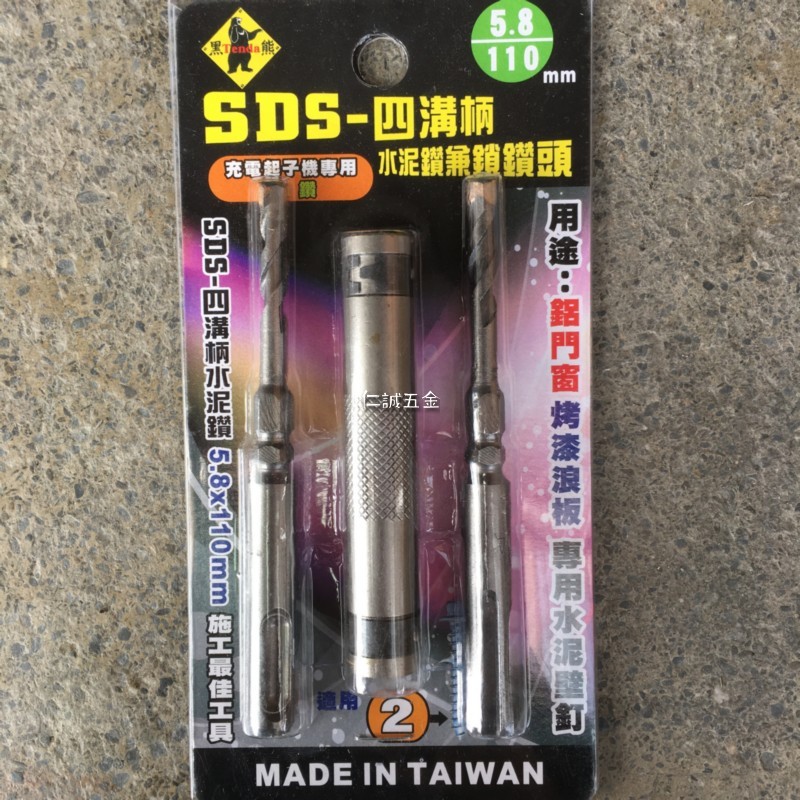 黑Tenda熊
5.8
110 mm
SDS-四溝柄
水泥鑽兼鎖鑽頭
充電起子機專用
鑽
SDS-四溝柄水泥鑽 5.8x110mm 施工最佳工具
用途：鋁門窗 烤漆浪板 專用水泥壁釘
仁誠五金
適用
2
MADE IN TAIWAN